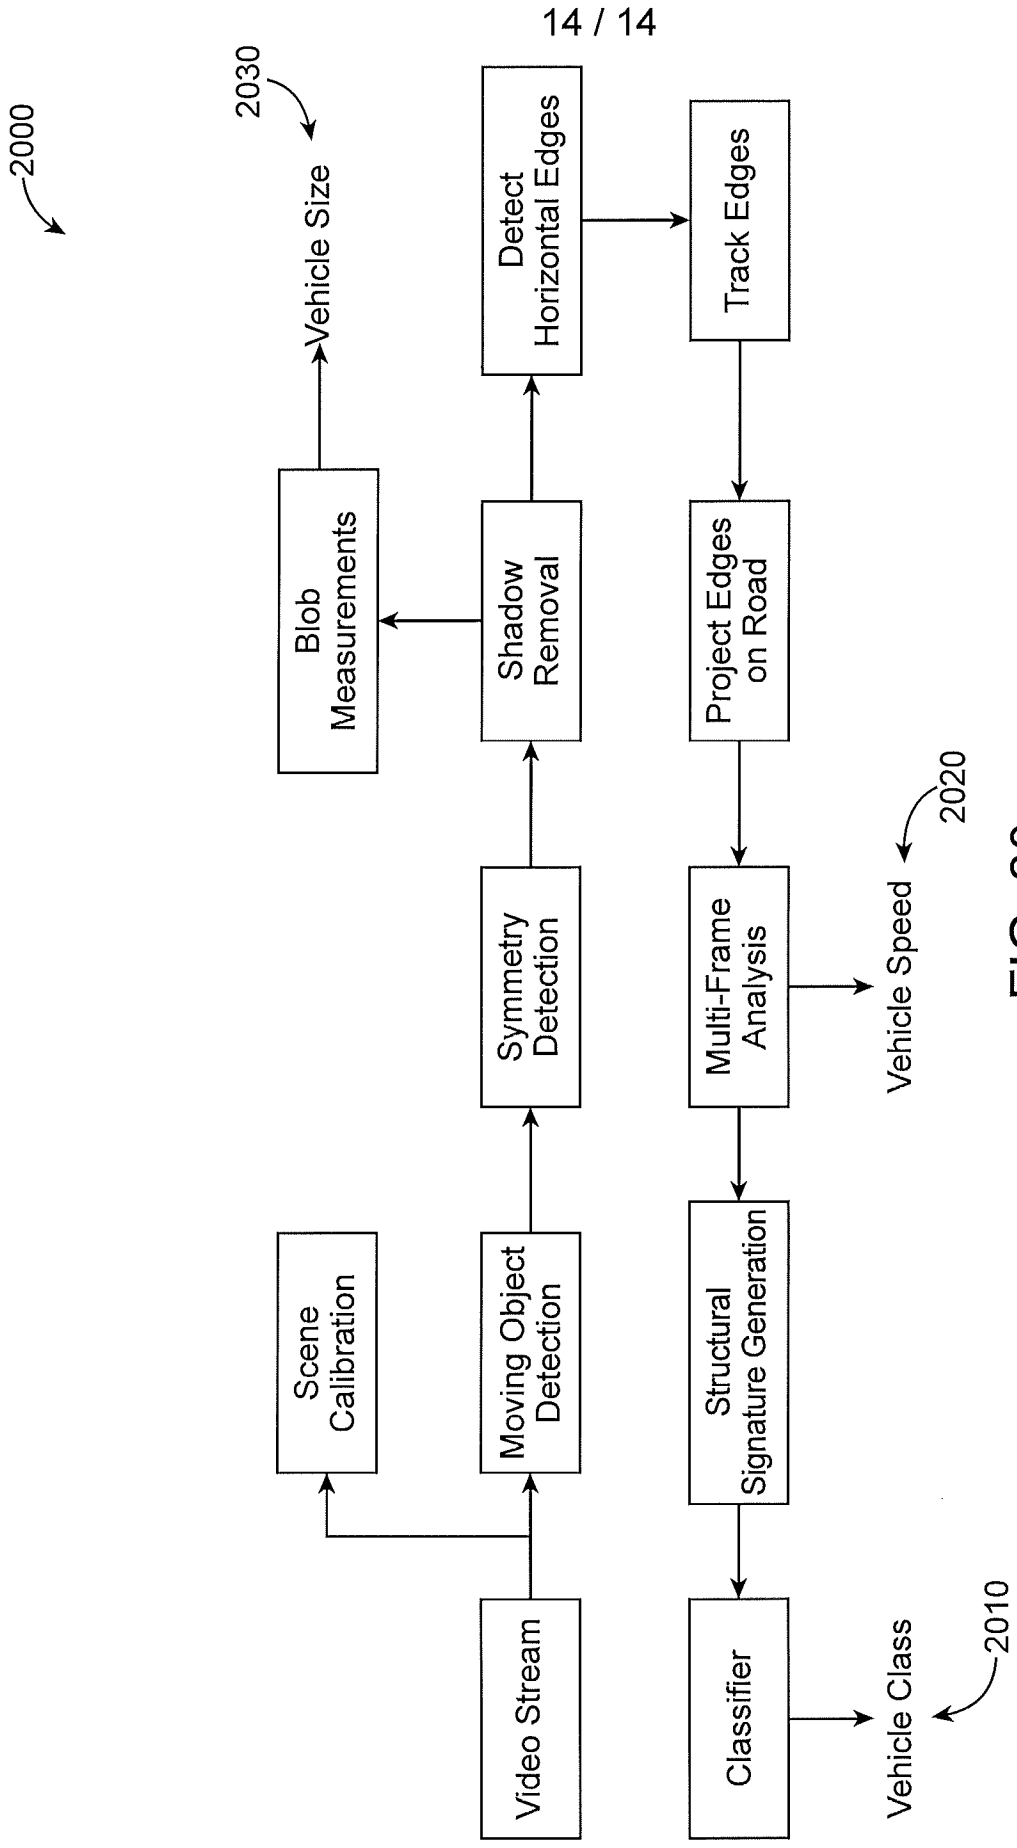 14 / 14
2000
2030
Vehicle Size
Blob
Measurements
Scene
Calibration
Video Stream
Moving Object
Detection
Symmetry
Detection
Shadow
Removal
Detect
Horizontal Edges
Track Edges
Project Edges
on Road
Multi-Frame
Analysis
Structural
Signature Generation
Classifier
Vehicle Speed
2020
Vehicle Class
2010
FIG.